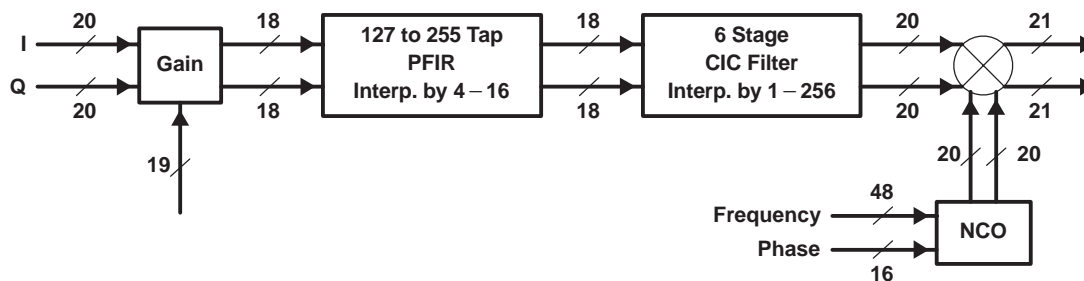 20 18 18 20 21
I
Q
Gain
127 to 255 Tap
PFIR
Interp. by 4 – 16
6 Stage
CIC Filter
Interp. by 1 – 256
20 18 18 20 21
19
20 20
48
Frequency
Phase
NCO
16